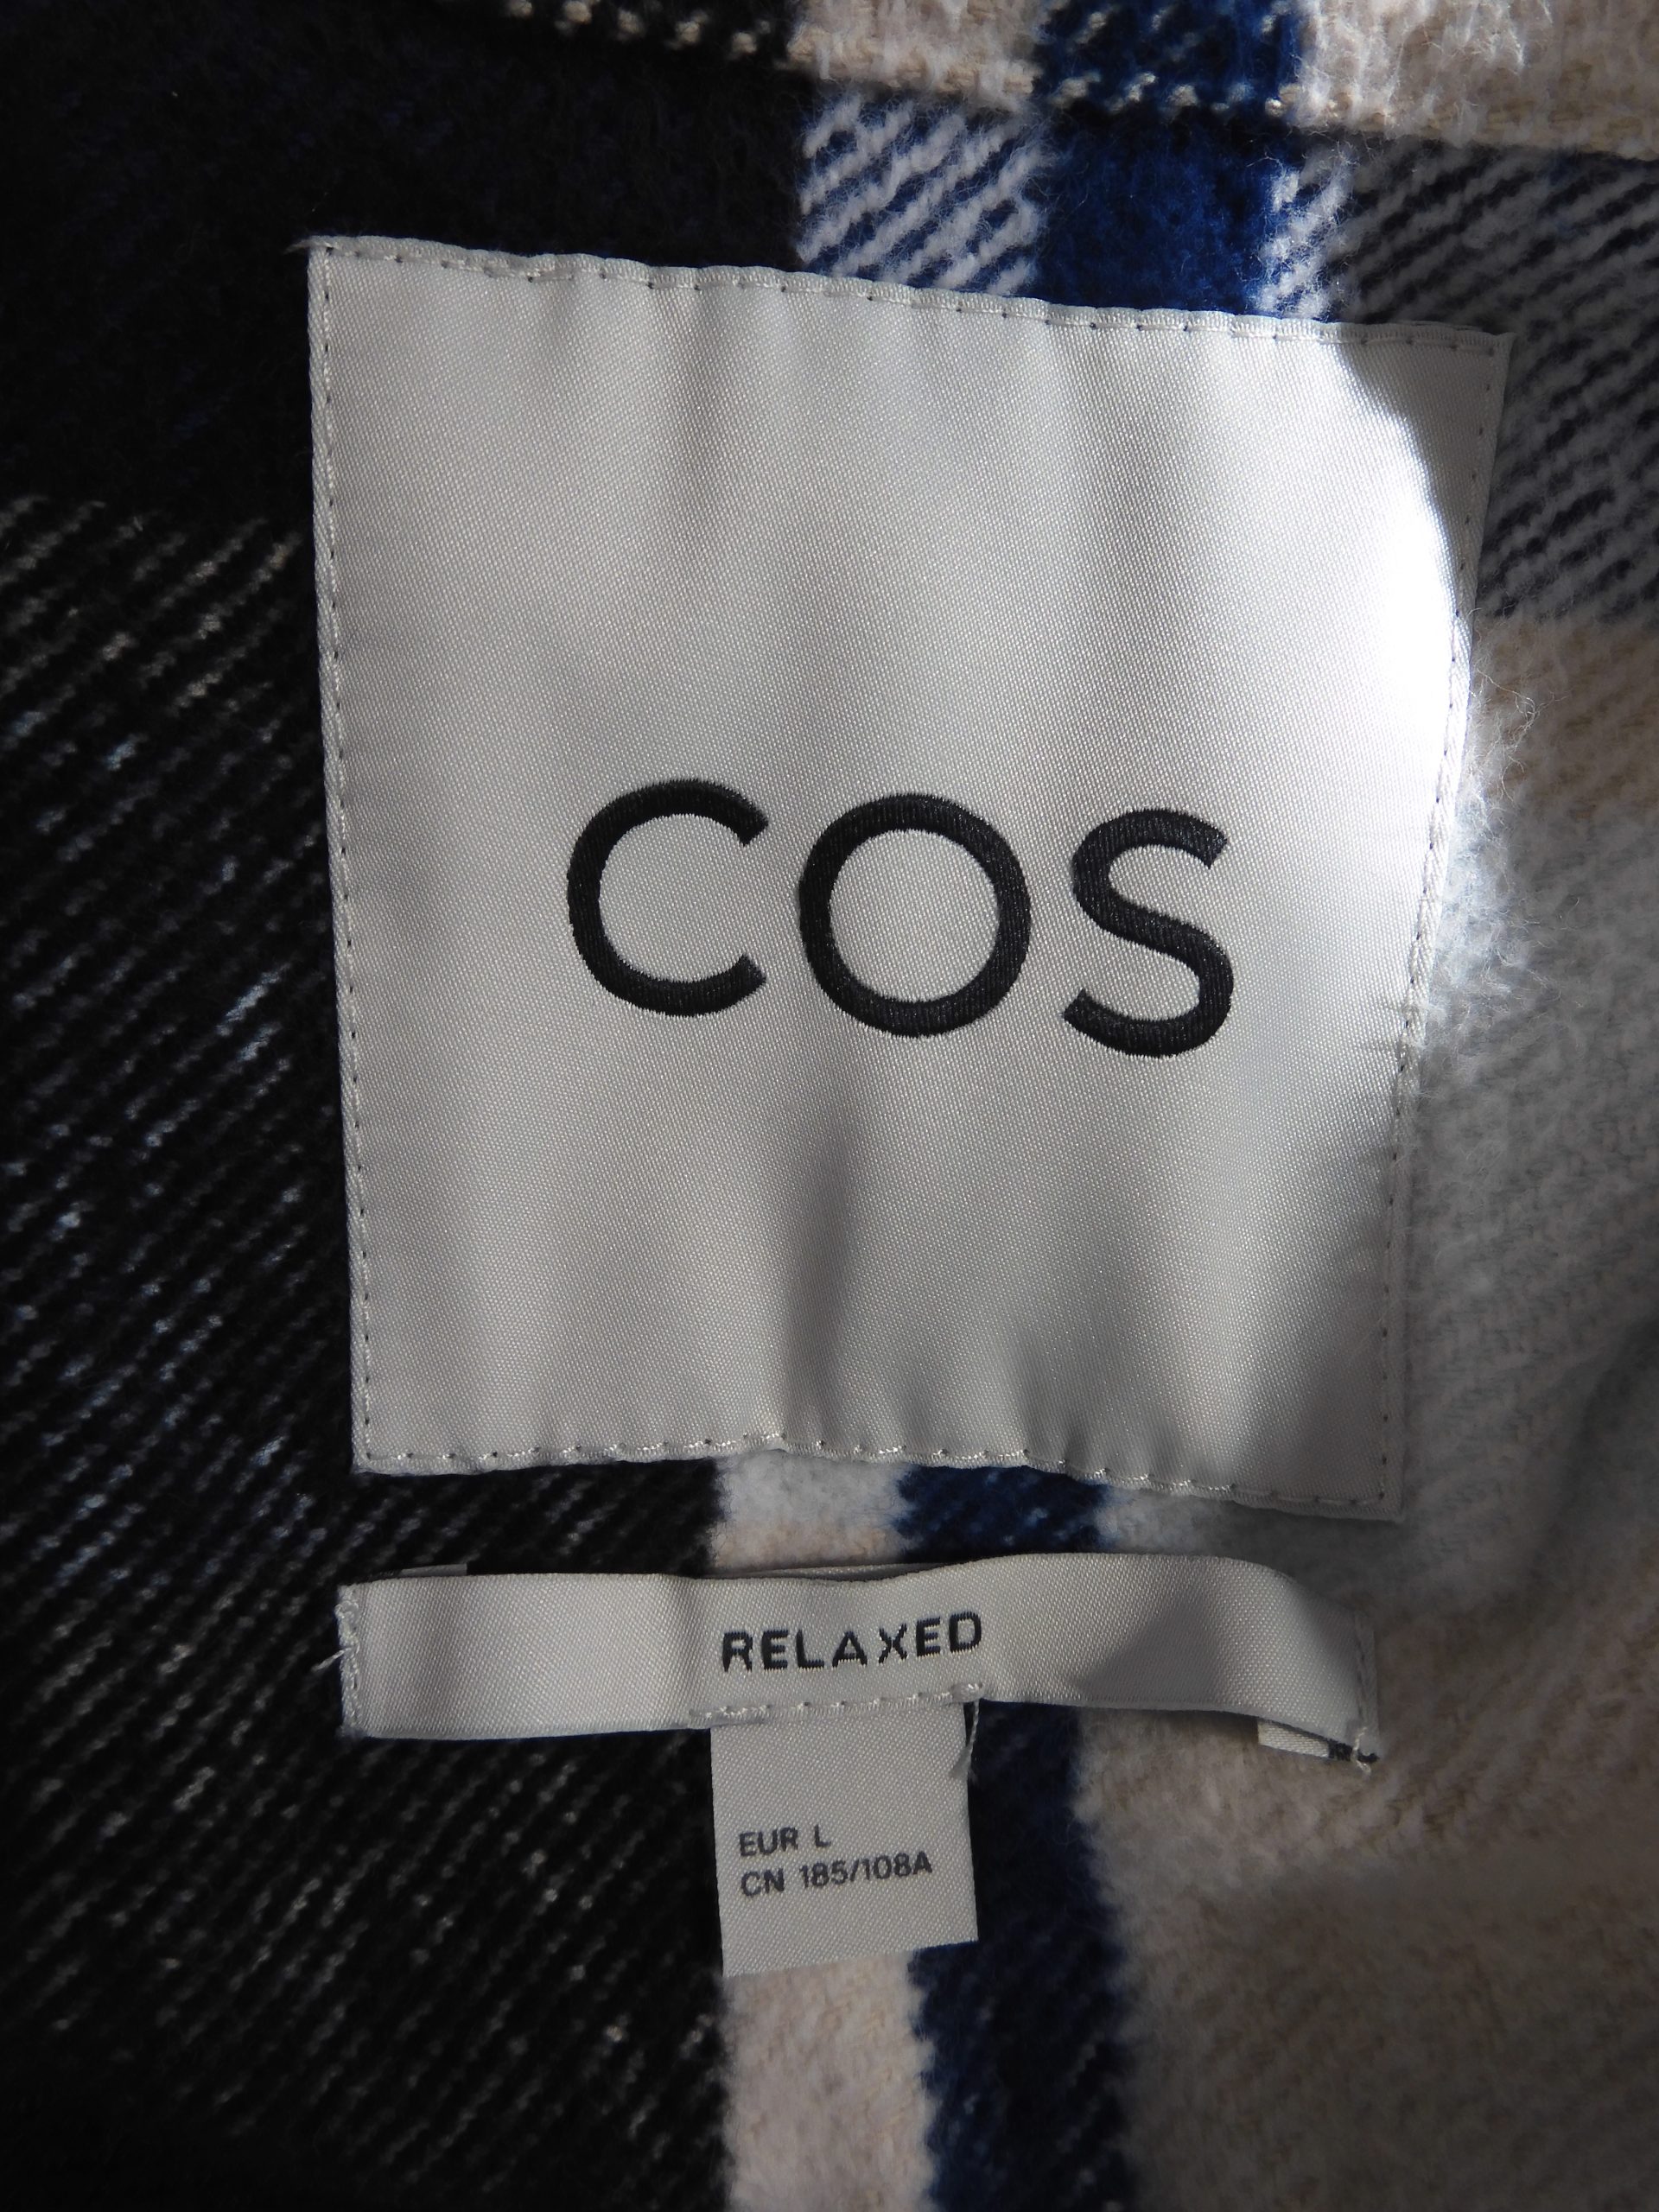 COS
RELAXED
EUR L
CN 185/108A